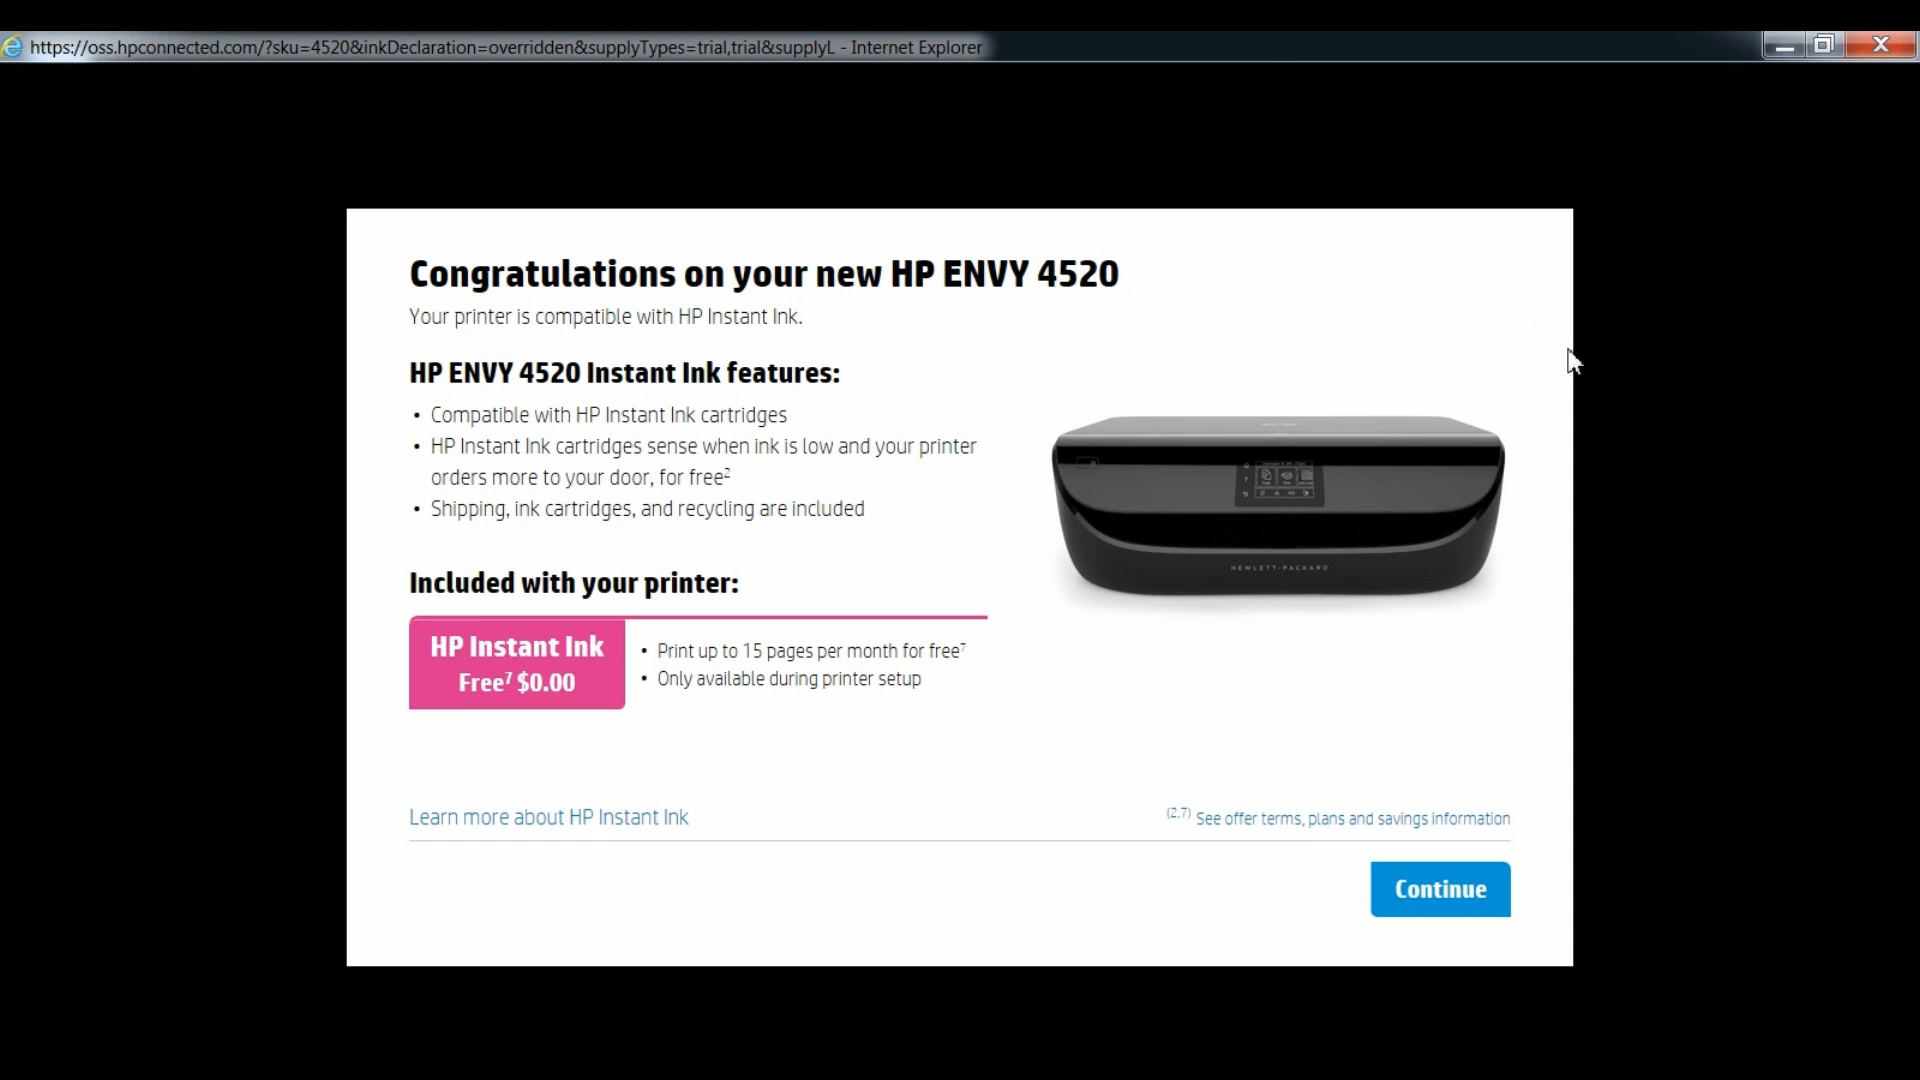 https://oss.hpconnected.com/?sku=4520&inkDeclaration=overridden&supplyTypes=trial,trial&supplyL - Internet Explorer
Congratulations on your new HP ENVY 4520
Your printer is compatible with HP Instant Ink.
HP ENVY 4520 Instant Ink features:
• Compatible with HP Instant Ink cartridges
• HP Instant Ink cartridges sense when ink is low and your printer
orders more to your door, for free²
• Shipping, ink cartridges, and recycling are included
HEWLETT-PACKARD
Included with your printer:
HP Instant Ink
Free⁷ $0.00
• Print up to 15 pages per month for free⁷
• Only available during printer setup
Learn more about HP Instant Ink
(2,7) See offer terms, plans and savings information
Continue